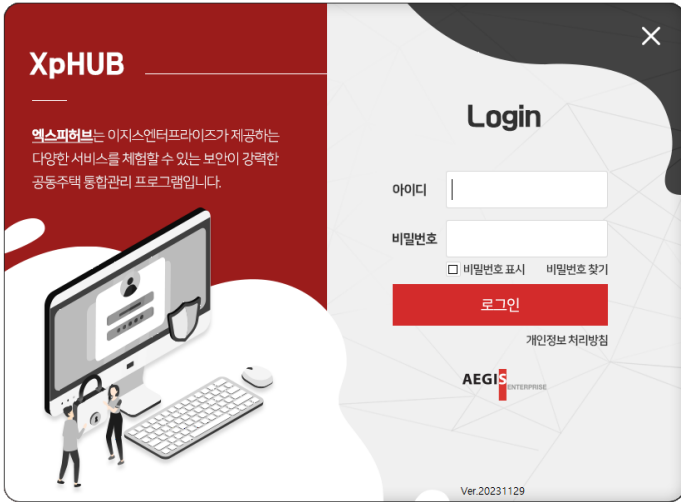 XpHUB
엑스피허브는 이지스엔터프라이즈가 제공하는
다양한 서비스를 체험할 수 있는 보안이 강력한
공동주택 통합관리 프로그램입니다.
Login
아이디
비밀번호
비밀번호 표시 비밀번호 찾기
로그인
개인정보 처리방침
AEGIS ENTERPRISE
Ver.20231129